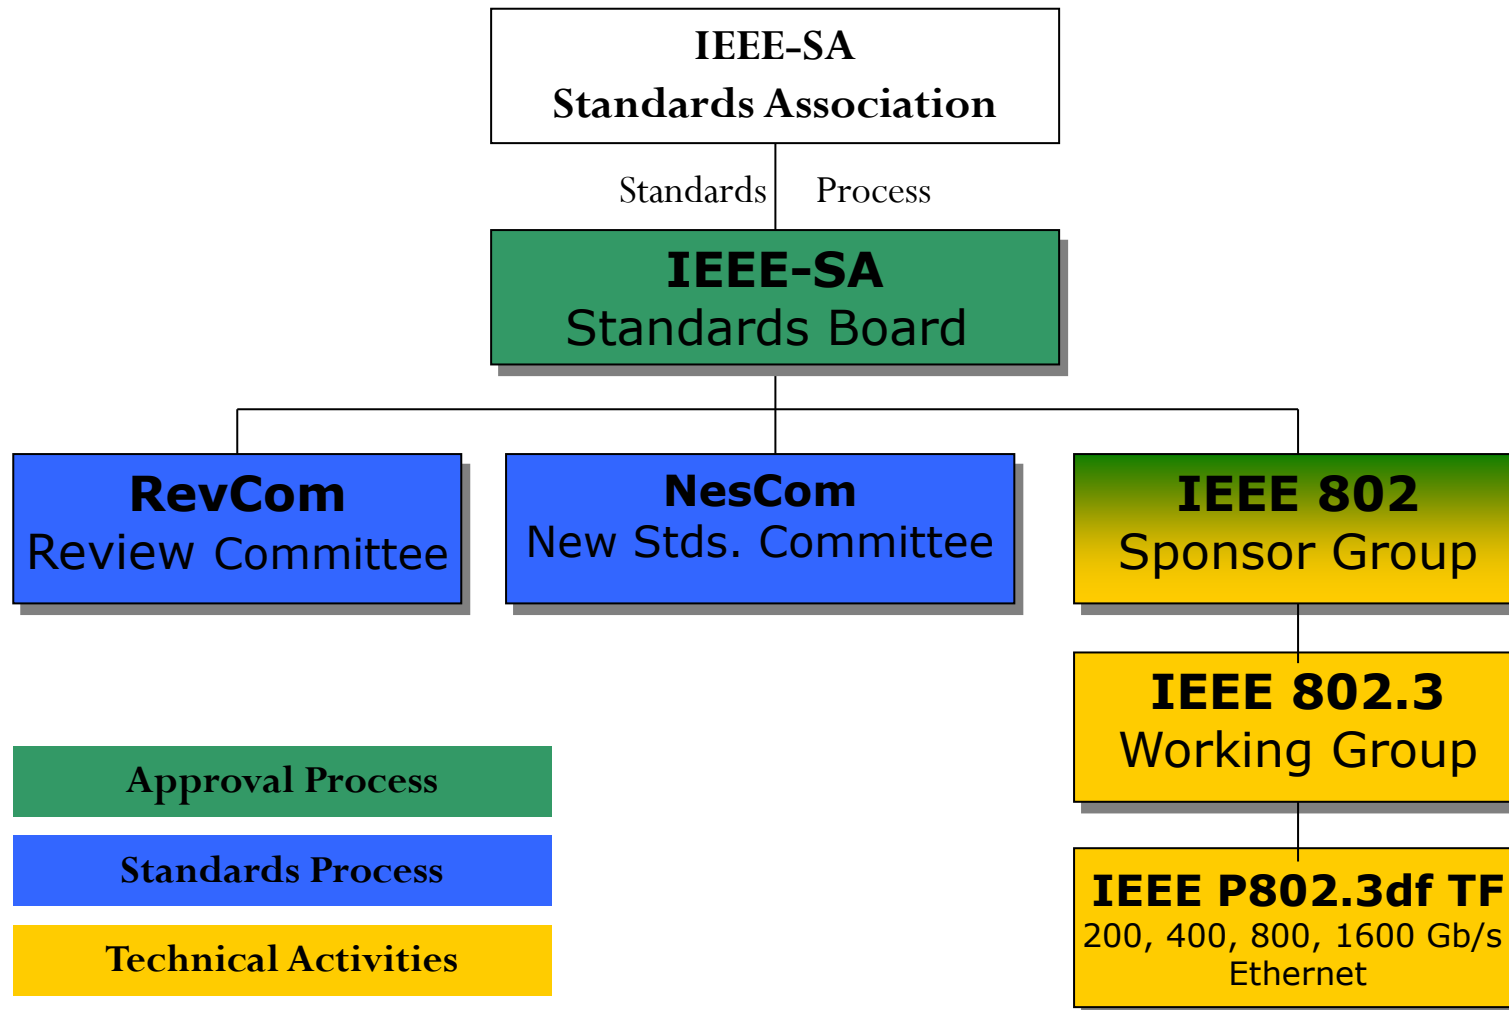 IEEE-SA
Standards Association
Standards Process
IEEE-SA
Standards Board
RevCom
Review Committee
NesCom
New Stds. Committee
IEEE 802
Sponsor Group
IEEE 802.3
Working Group
IEEE P802.3df TF
200, 400, 800, 1600 Gb/s
Ethernet
Approval Process
Standards Process
Technical Activities